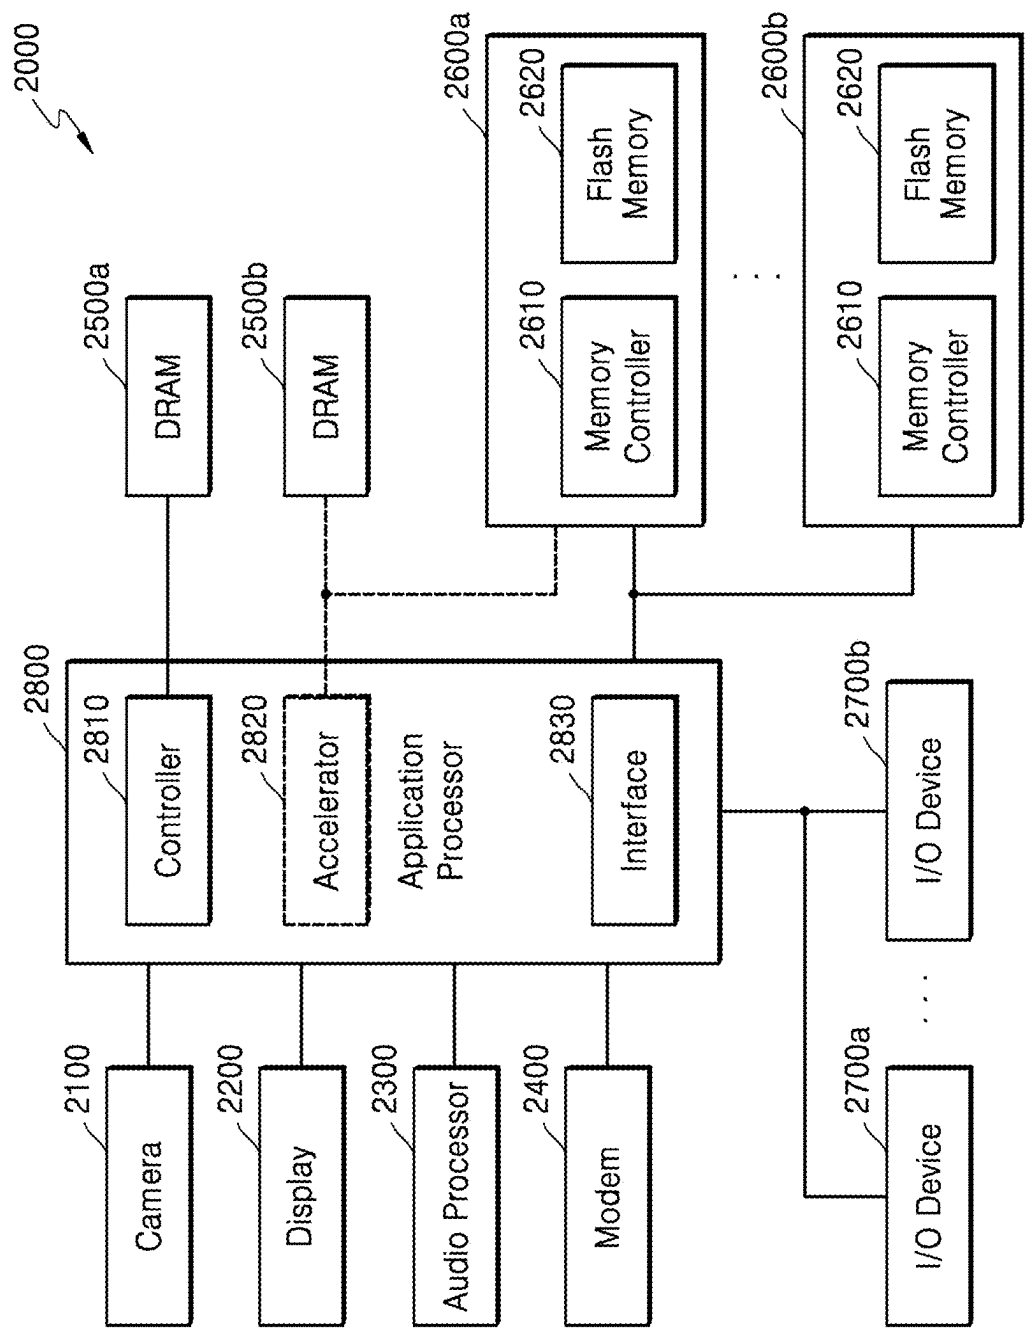 2000
2100
Camera
2200
Display
2300
Audio Processor
2400
Modem
2800
2810
Controller
2820
Accelerator
Application
Processor
2830
Interface
2500a
DRAM
2500b
DRAM
2600a
2610
Memory
Controller
2620
Flash
Memory
. . .
2600b
2610
Memory
Controller
2620
Flash
Memory
2700a
I/O Device
. . .
2700b
I/O Device